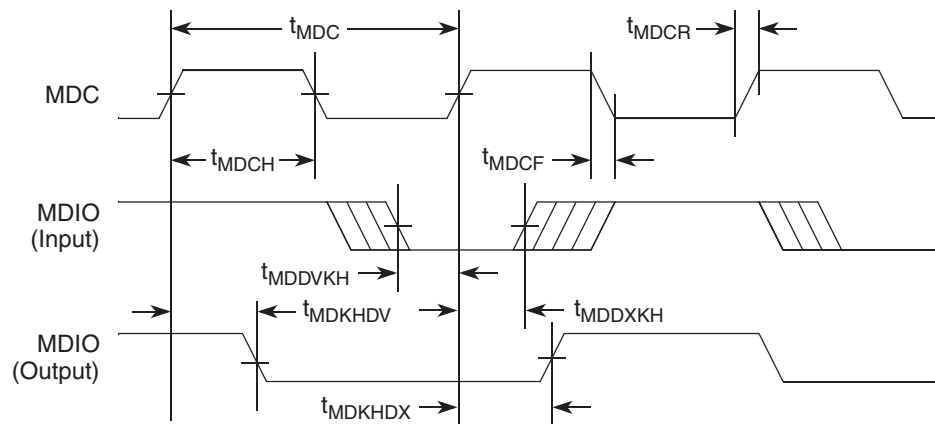 tMDC
tMDCR
MDC
tMDCH
tMDCF
MDIO
(Input)
tMDDVKH
tMDKHDV
tMDDXKH
MDIO
(Output)
tMDKHDX